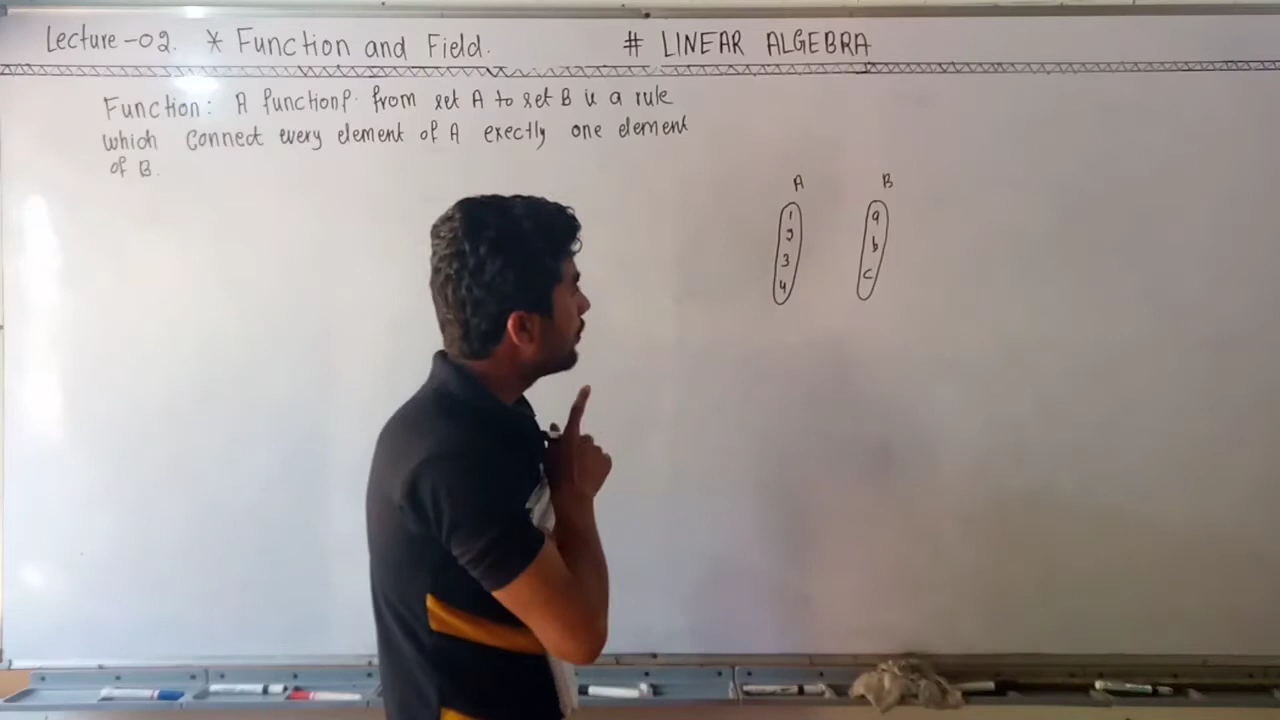 Lecture-02. * Function and Field. # LINEAR ALGEBRA
Function: A functionf. from set A to set B is a rule
which Connect every element of A exectly one element
of B.
A B
1 a
2 b
3 c
4